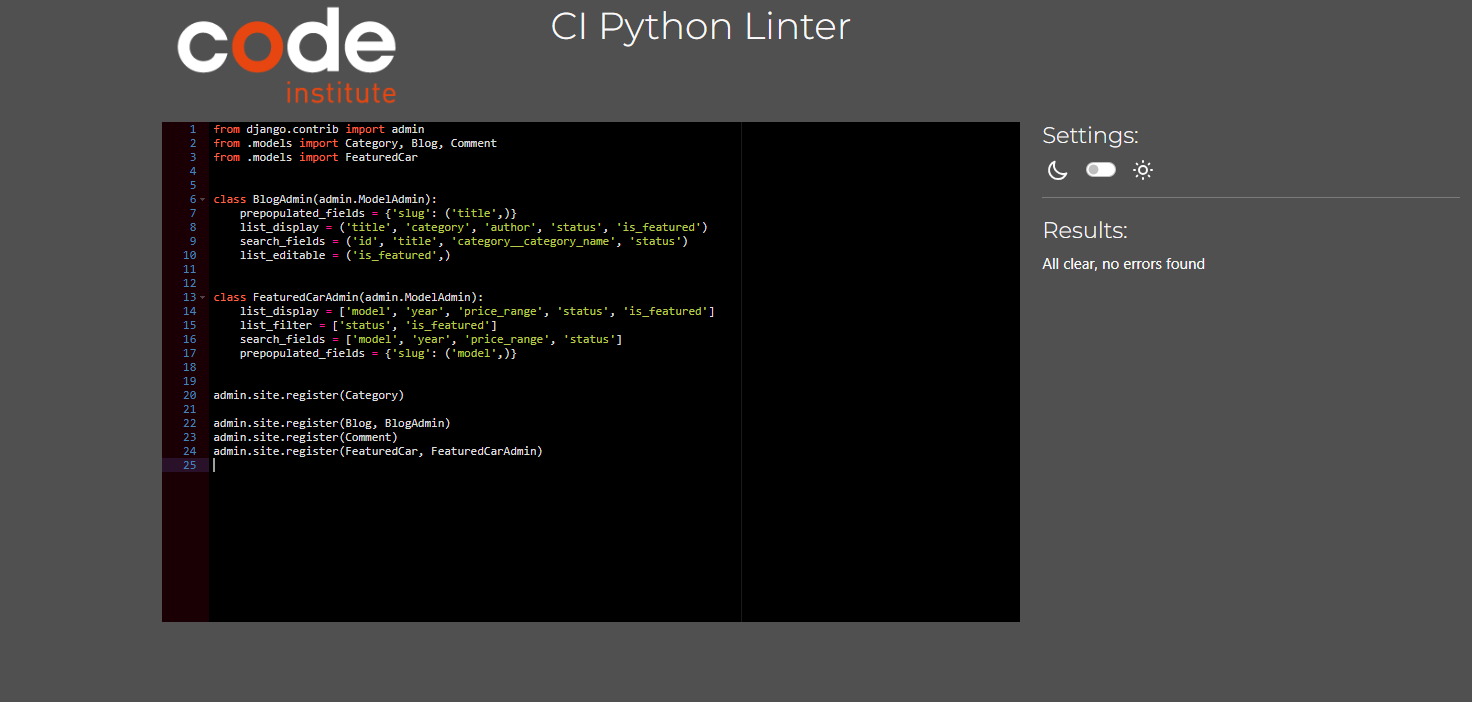 code
institute
CI Python Linter
1 from django.contrib import admin
2 from .models import Category, Blog, Comment
3 from .models import FeaturedCar
4
5
6 class BlogAdmin(admin.ModelAdmin):
7     prepopulated_fields = {'slug': ('title',)}
8     list_display = ('title', 'category', 'author', 'status', 'is_featured')
9     search_fields = ('id', 'title', 'category__category_name', 'status')
10     list_editable = ('is_featured',)
11
12
13 class FeaturedCarAdmin(admin.ModelAdmin):
14     list_display = ['model', 'year', 'price_range', 'status', 'is_featured']
15     list_filter = ['status', 'is_featured']
16     search_fields = ['model', 'year', 'price_range', 'status']
17     prepopulated_fields = {'slug': ('model',)}
18
19
20 admin.site.register(Category)
21
22 admin.site.register(Blog, BlogAdmin)
23 admin.site.register(Comment)
24 admin.site.register(FeaturedCar, FeaturedCarAdmin)
25
Settings:
Results:
All clear, no errors found